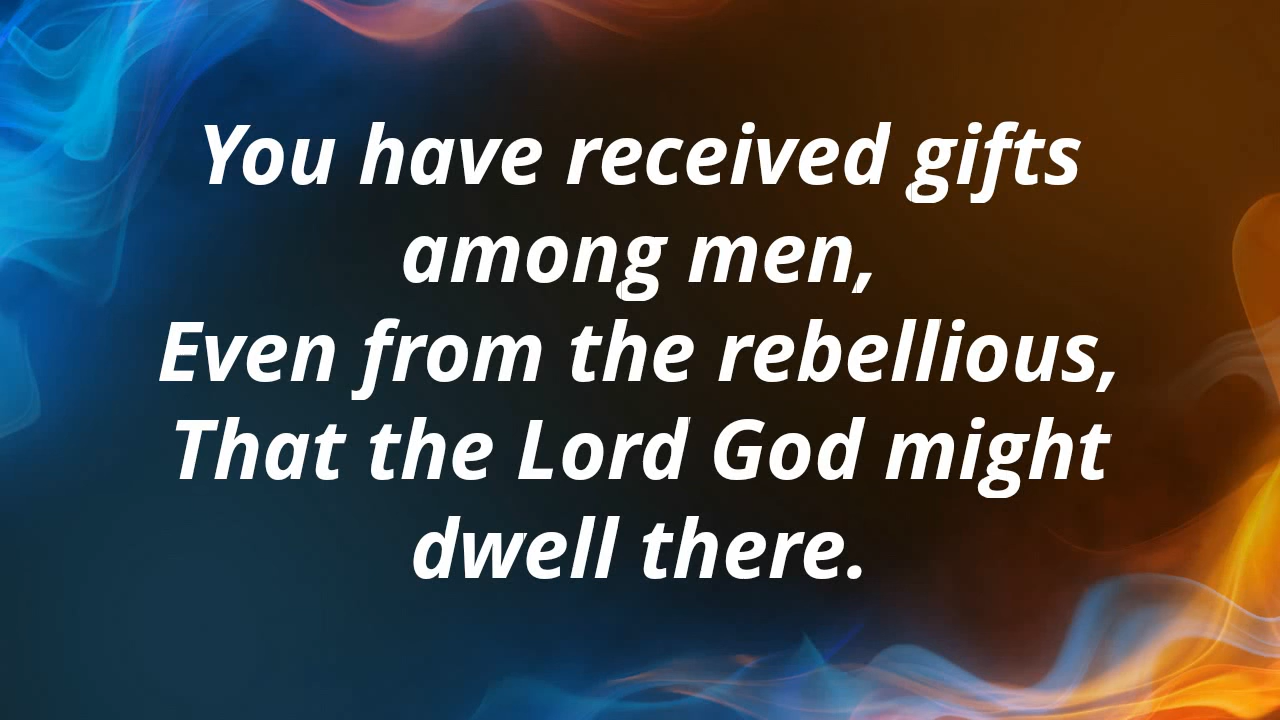 You have received gifts
among men,
Even from the rebellious,
That the Lord God might
dwell there.